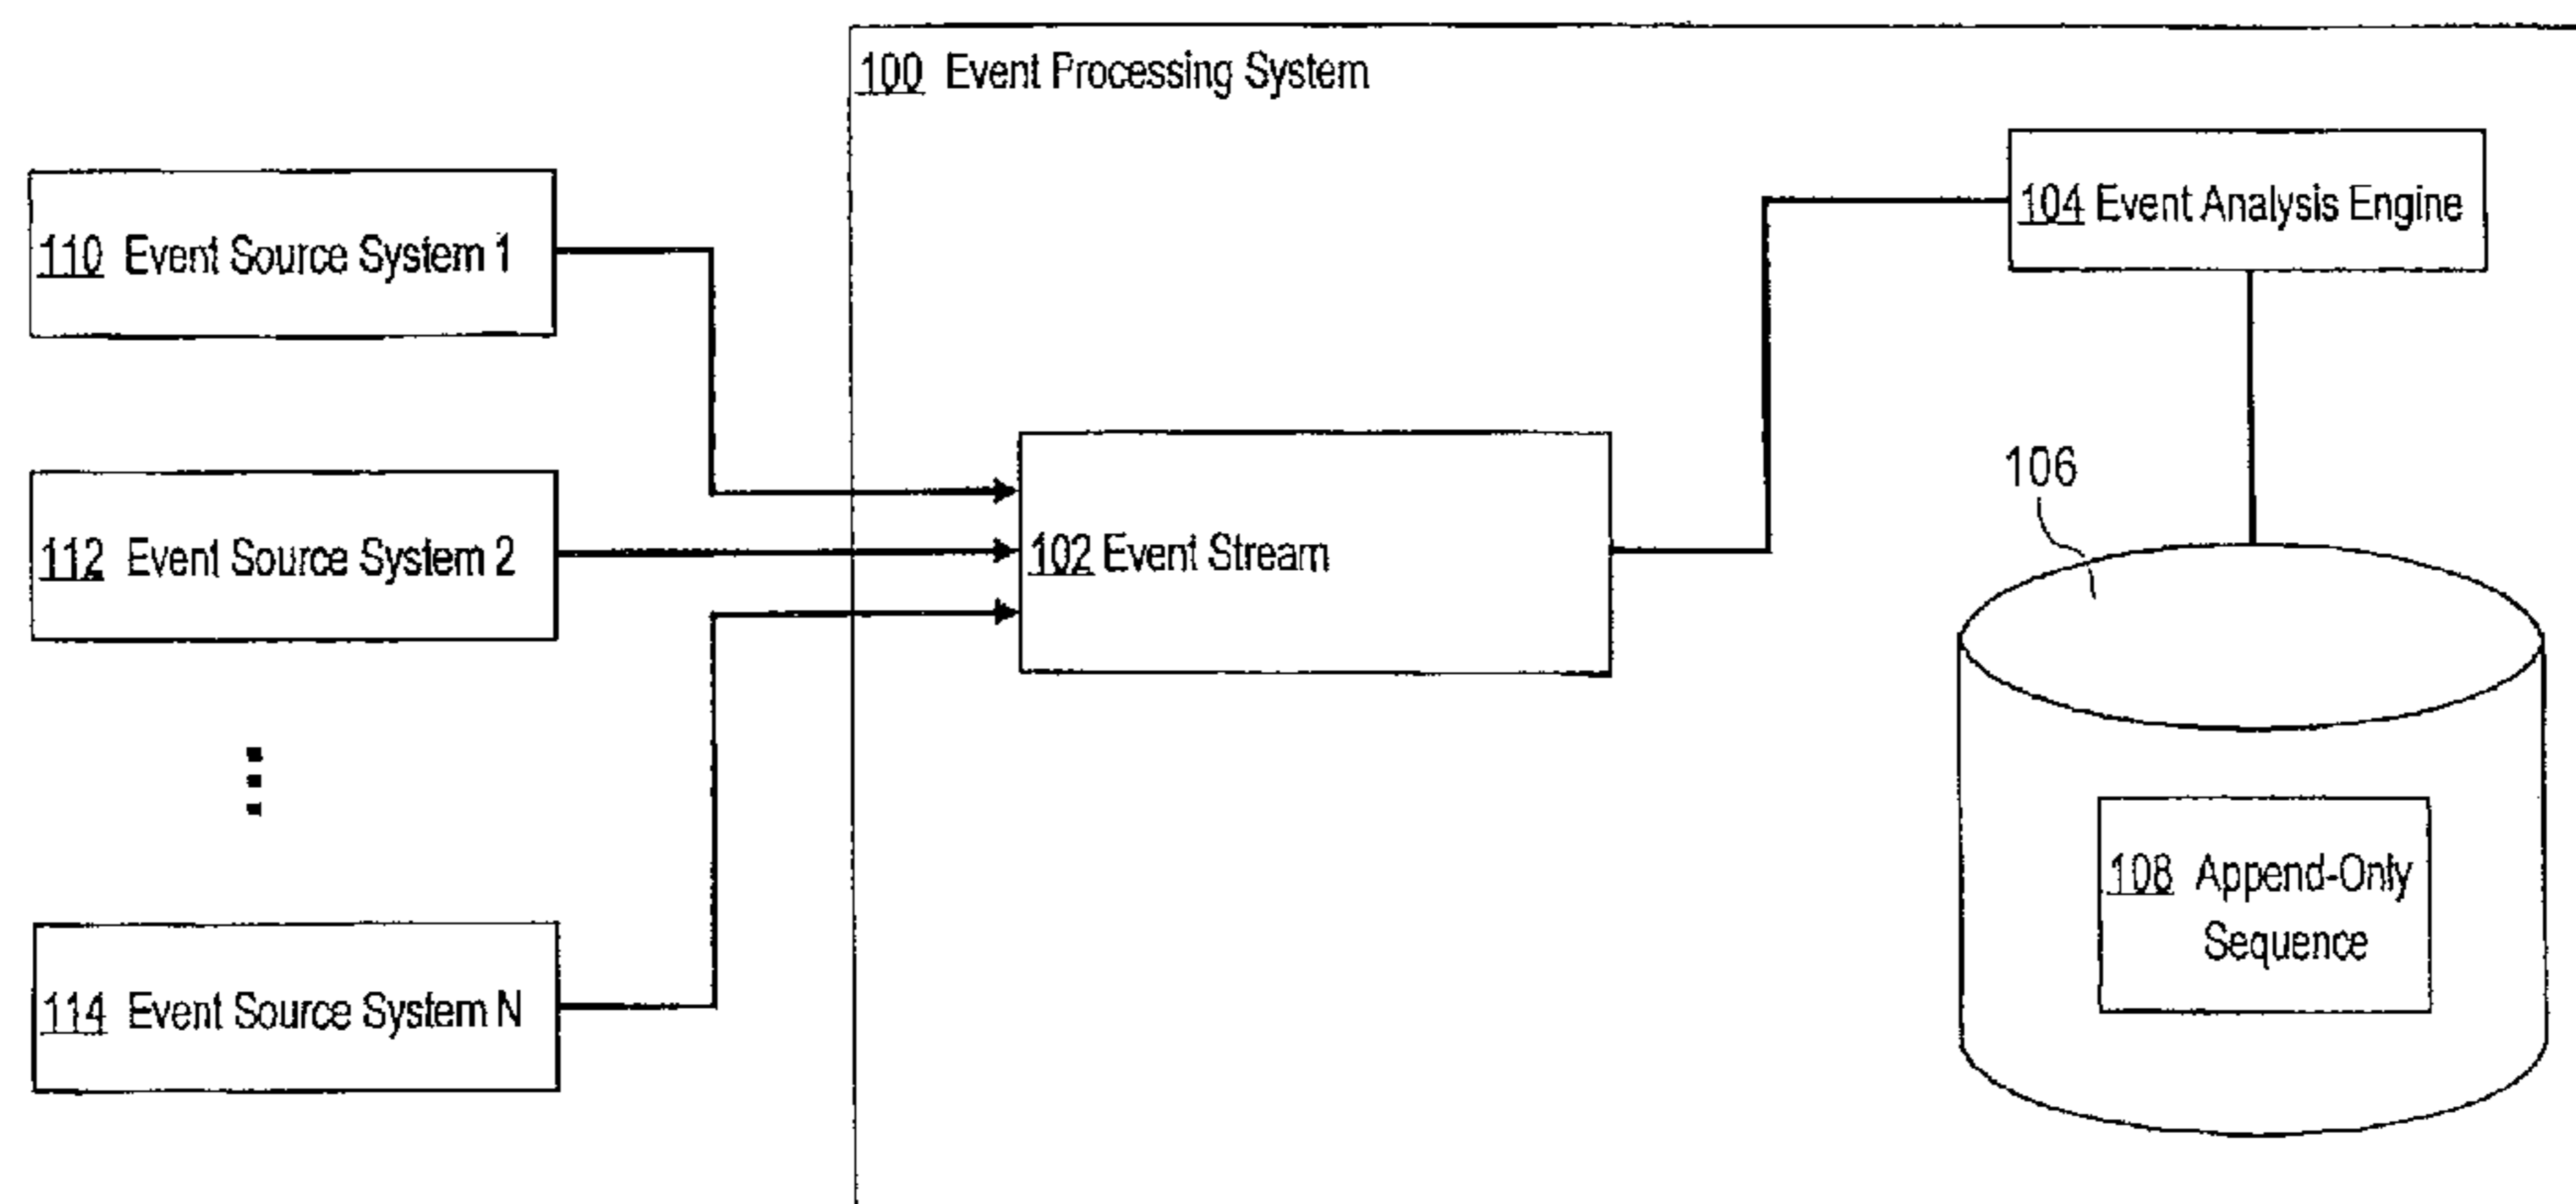 100 Event Processing System
104 Event Analysis Engine
110 Event Source System 1
106
112 Event Source System 2
102 Event Stream
108 Append-Only
Sequence
114 Event Source System N